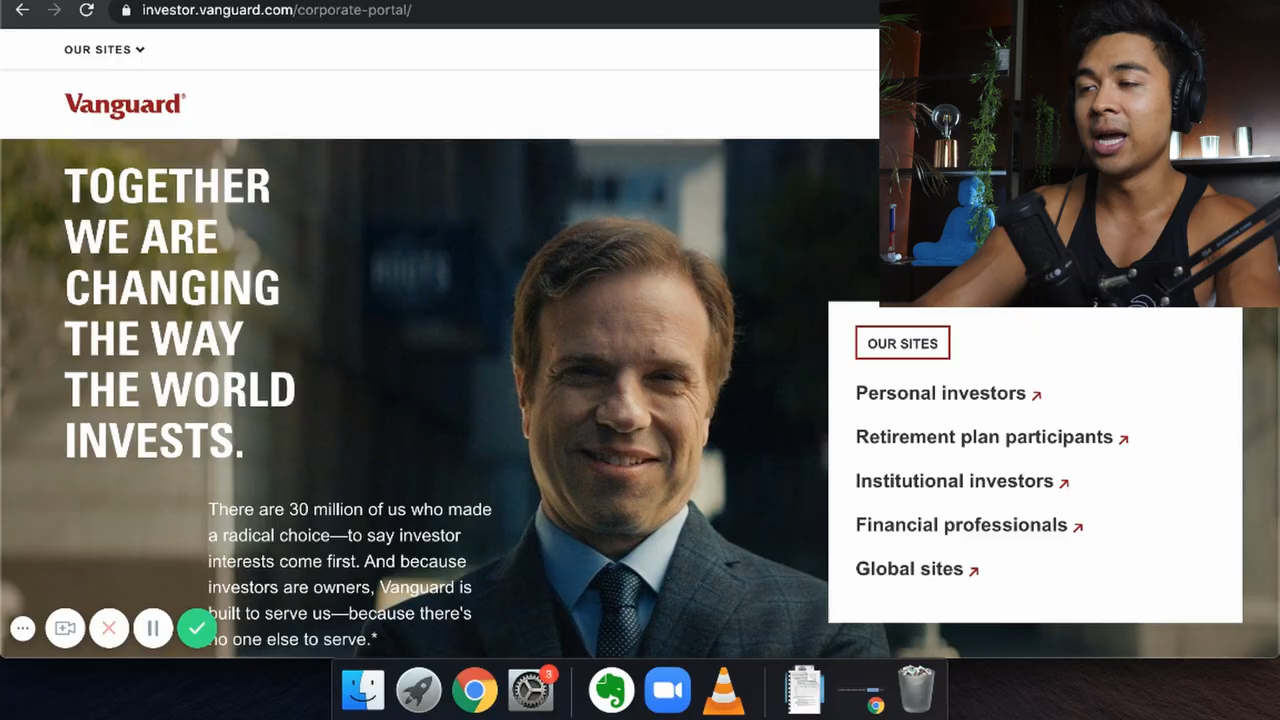 investor.vanguard.com/corporate-portal/
OUR SITES
Vanguard®
TOGETHER
WE ARE
CHANGING
THE WAY
THE WORLD
INVESTS.
There are 30 million of us who made
a radical choice—to say investor
interests come first. And because
investors are owners, Vanguard is
built to serve us—because there's
no one else to serve.*
OUR SITES
Personal investors
Retirement plan participants
Institutional investors
Financial professionals
Global sites
3